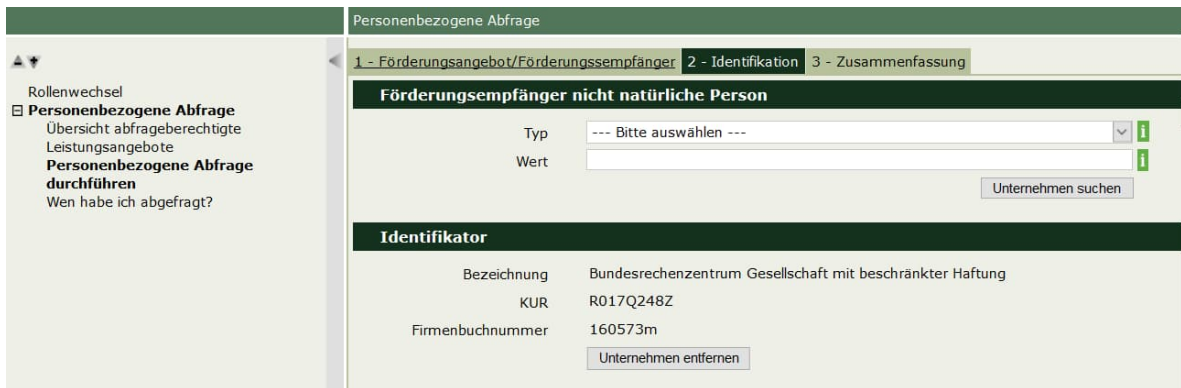 Personenbezogene Abfrage
Rollenwechsel
Personenbezogene Abfrage
Übersicht abfrageberechtigte
Leistungsangebote
Personenbezogene Abfrage
durchführen
Wen habe ich abgefragt?
1 - Förderungsangebot/Förderungssempfänger 2 - Identifikation 3 - Zusammenfassung
Förderungsempfänger nicht natürliche Person
Typ --- Bitte auswählen --- i
Wert i
Unternehmen suchen
Identifikator
Bezeichnung Bundesrechenzentrum Gesellschaft mit beschränkter Haftung
KUR R017Q248Z
Firmenbuchnummer 160573m
Unternehmen entfernen